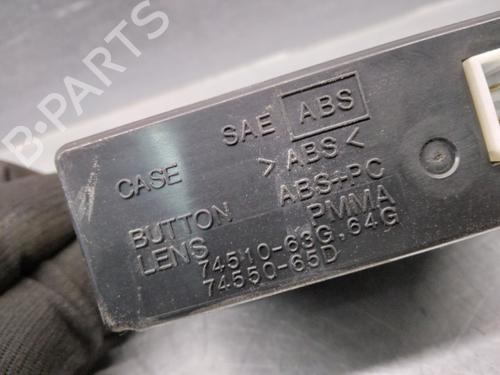 B-PARTS
SAE ABS
CASE >ABS<
BUTTON ABS+PC
LENS PMMA
74510-63G,64G
74550-65D